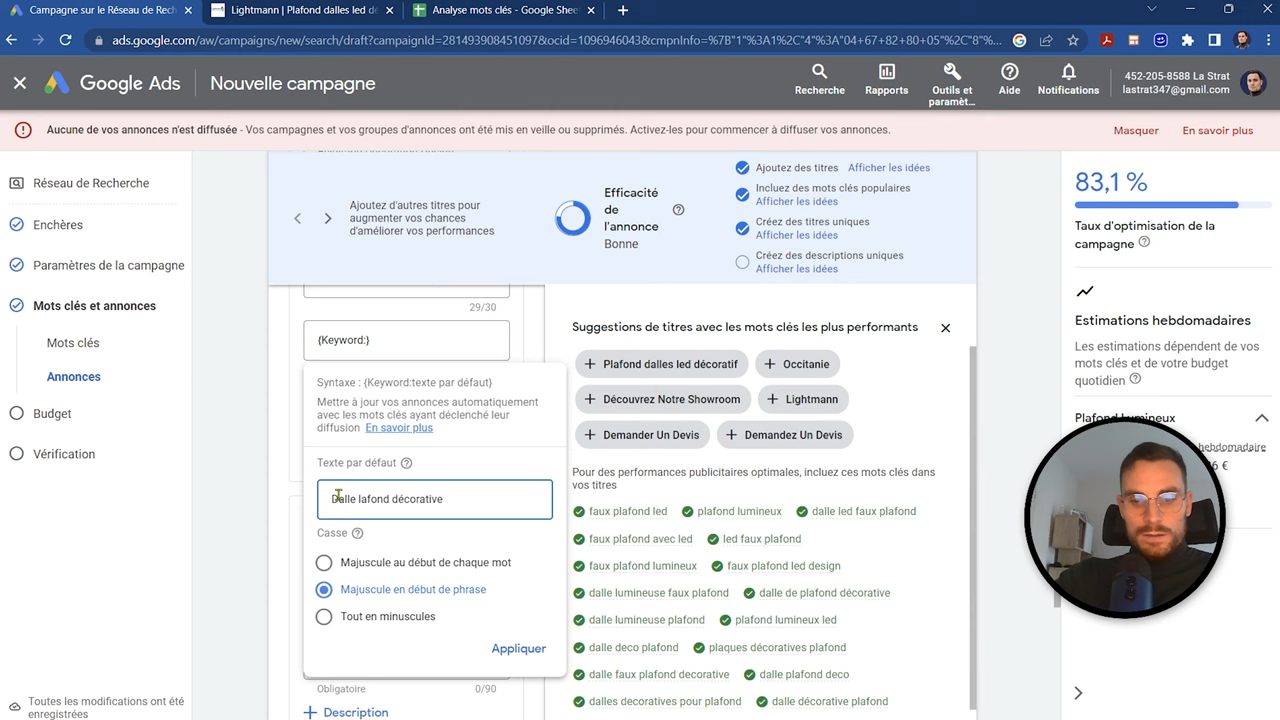 Campagne sur le Réseau de Rech
Lightmann | Plafond dalles led d
Analyse mots clés - Google Shee
ads.google.com/aw/campaigns/new/search/draft?campaignId=281493908451097&ocid=1096946043&cmpnInfo=%7B"1"%3A1%2C"4"%3A"04+67+82+80+05"%2C"8"%...
Google Ads
Nouvelle campagne
Recherche
Rapports
Outils et
paramèt...
Aide
Notifications
452-205-8588 La Strat
lastrat347@gmail.com
Aucune de vos annonces n'est diffusée - Vos campagnes et vos groupes d'annonces ont été mis en veille ou supprimés. Activez-les pour commencer à diffuser vos annonces.
Masquer
En savoir plus
Réseau de Recherche
Enchères
Paramètres de la campagne
Mots clés et annonces
Mots clés
Annonces
Budget
Vérification
Toutes les modifications ont été
enregistrées
Ajoutez d'autres titres pour
augmenter vos chances
d'améliorer vos performances
Efficacité
de
l'annonce
Bonne
Ajoutez des titres Afficher les idées
Incluez des mots clés populaires
Afficher les idées
Créez des titres uniques
Afficher les idées
Créez des descriptions uniques
Afficher les idées
29/30
{Keyword:}
Syntaxe : {Keyword:texte par défaut}
Mettre à jour vos annonces automatiquement
avec les mots clés ayant déclenché leur
diffusion En savoir plus
Texte par défaut
Dalle lafond décorative
Casse
Majuscule au début de chaque mot
Majuscule en début de phrase
Tout en minuscules
Appliquer
Obligatoire
0/90
Description
Suggestions de titres avec les mots clés les plus performants
Plafond dalles led décoratif
Occitanie
Découvrez Notre Showroom
Lightmann
Demander Un Devis
Demandez Un Devis
Pour des performances publicitaires optimales, incluez ces mots clés dans
vos titres
faux plafond led
plafond lumineux
dalle led faux plafond
faux plafond avec led
led faux plafond
faux plafond lumineux
faux plafond led design
dalle lumineuse faux plafond
dalle de plafond décorative
dalle lumineuse plafond
plafond lumineux led
dalle deco plafond
plaques décoratives plafond
dalle faux plafond decorative
dalle plafond deco
dalles decoratives pour plafond
dalle décorative plafond
83,1 %
Taux d'optimisation de la
campagne
Estimations hebdomadaires
Les estimations dépendent de vos
mots clés et de votre budget
quotidien
Plafond lumineux
hebdomadaire
€